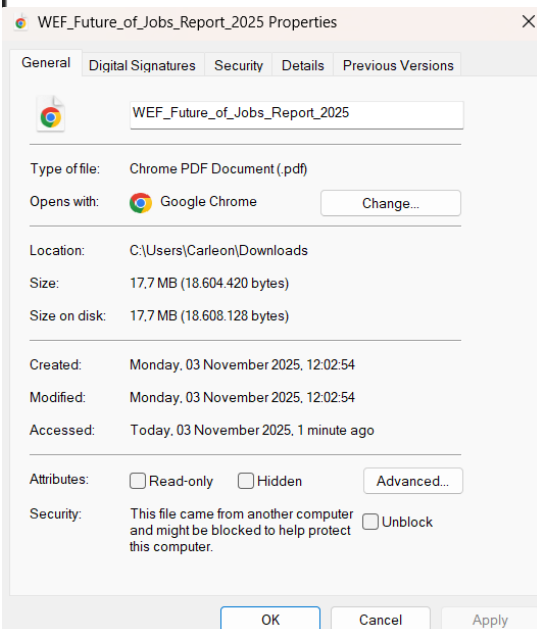 WEF_Future_of_Jobs_Report_2025 Properties
General Digital Signatures Security Details Previous Versions
WEF_Future_of_Jobs_Report_2025
Type of file: Chrome PDF Document (.pdf)
Opens with: Google Chrome Change...
Location: C:\Users\Carleon\Downloads
Size: 17,7 MB (18.604.420 bytes)
Size on disk: 17,7 MB (18.608.128 bytes)
Created: Monday, 03 November 2025, 12:02:54
Modified: Monday, 03 November 2025, 12:02:54
Accessed: Today, 03 November 2025, 1 minute ago
Attributes: Read-only Hidden Advanced...
Security: This file came from another computer
and might be blocked to help protect Unblock
this computer.
OK Cancel Apply